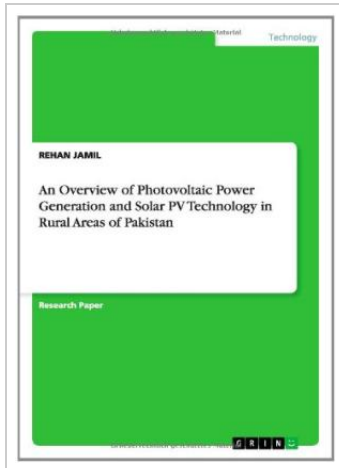 Technology
REHAN JAMIL
An Overview of Photovoltaic Power
Generation and Solar PV Technology in
Rural Areas of Pakistan
Research Paper
GRIN